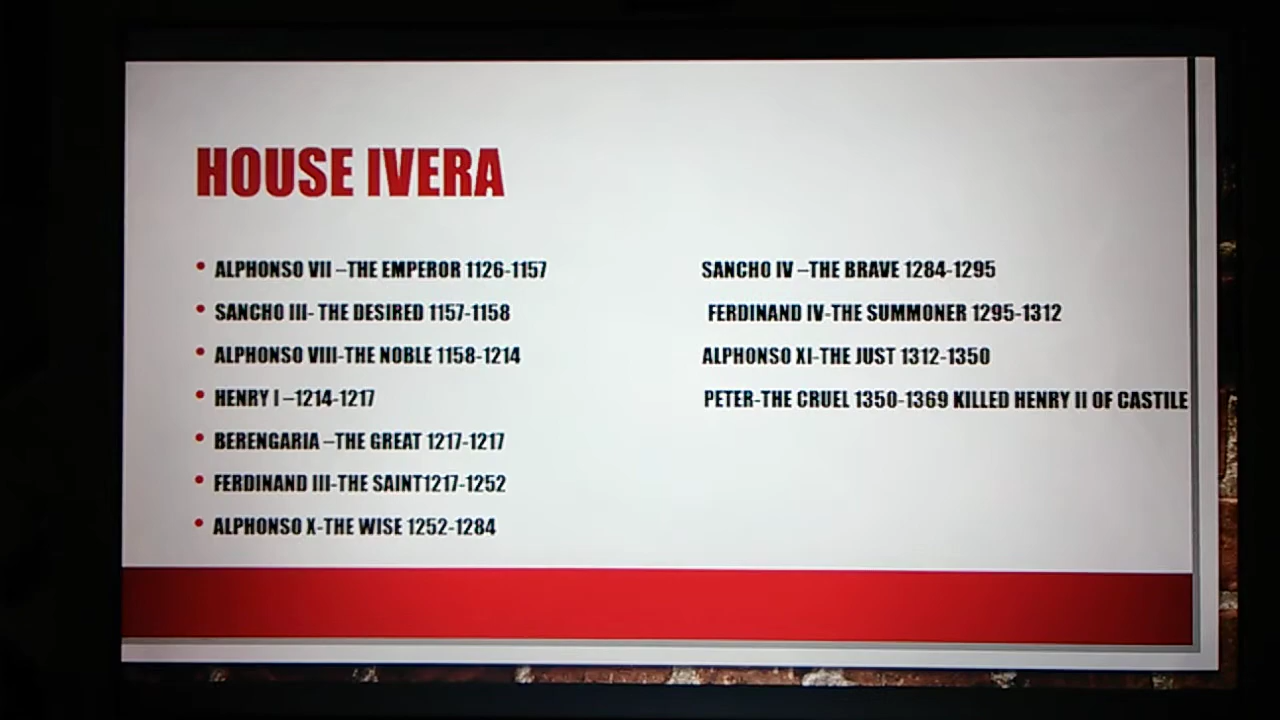 HOUSE IVERA
• ALPHONSO VII –THE EMPEROR 1126-1157
• SANCHO III- THE DESIRED 1157-1158
• ALPHONSO VIII-THE NOBLE 1158-1214
• HENRY I –1214-1217
• BERENGARIA –THE GREAT 1217-1217
• FERDINAND III-THE SAINT1217-1252
• ALPHONSO X-THE WISE 1252-1284
SANCHO IV –THE BRAVE 1284-1295
FERDINAND IV-THE SUMMONER 1295-1312
ALPHONSO XI-THE JUST 1312-1350
PETER-THE CRUEL 1350-1369 KILLED HENRY II OF CASTILE